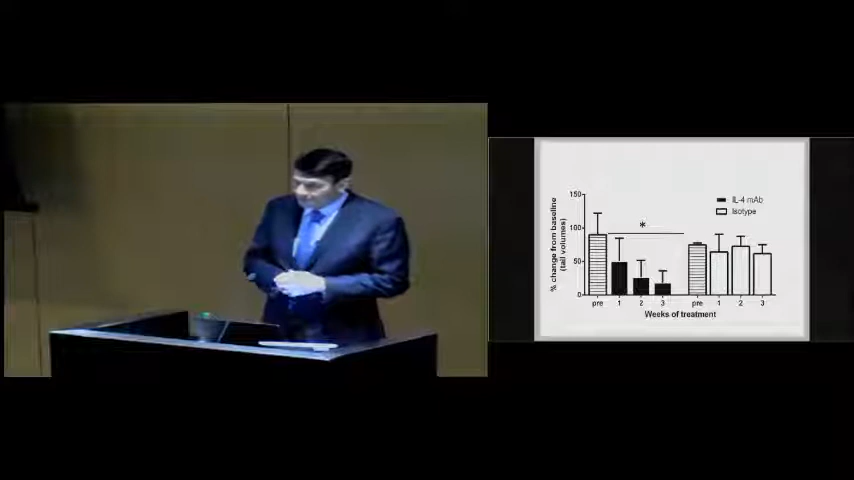 150
100
50
0
% change from baseline
(tail volumes)
*
IL-4 mAb
Isotype
pre 1 2 3 pre 1 2 3
Weeks of treatment